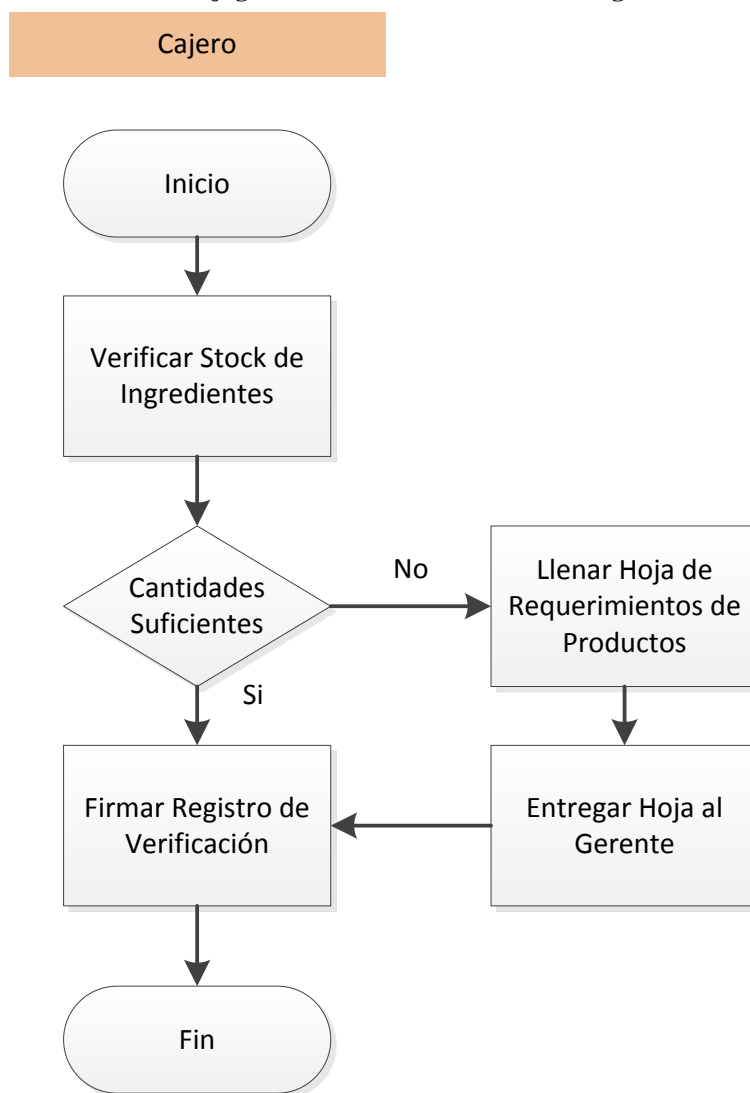 Cajero
Inicio
Verificar Stock de
Ingredientes
Cantidades
Suficientes
No
Llenar Hoja de
Requerimientos de
Productos
Si
Firmar Registro de
Verificación
Entregar Hoja al
Gerente
Fin